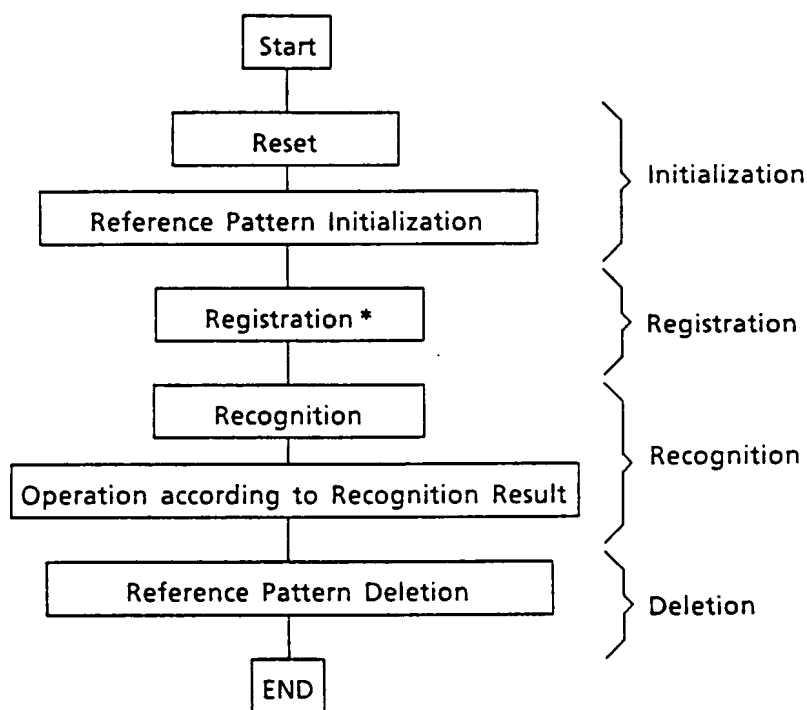 Start
Reset
Reference Pattern Initialization
Initialization
Registration *
Registration
Recognition
Operation according to Recognition Result
Recognition
Reference Pattern Deletion
Deletion
END